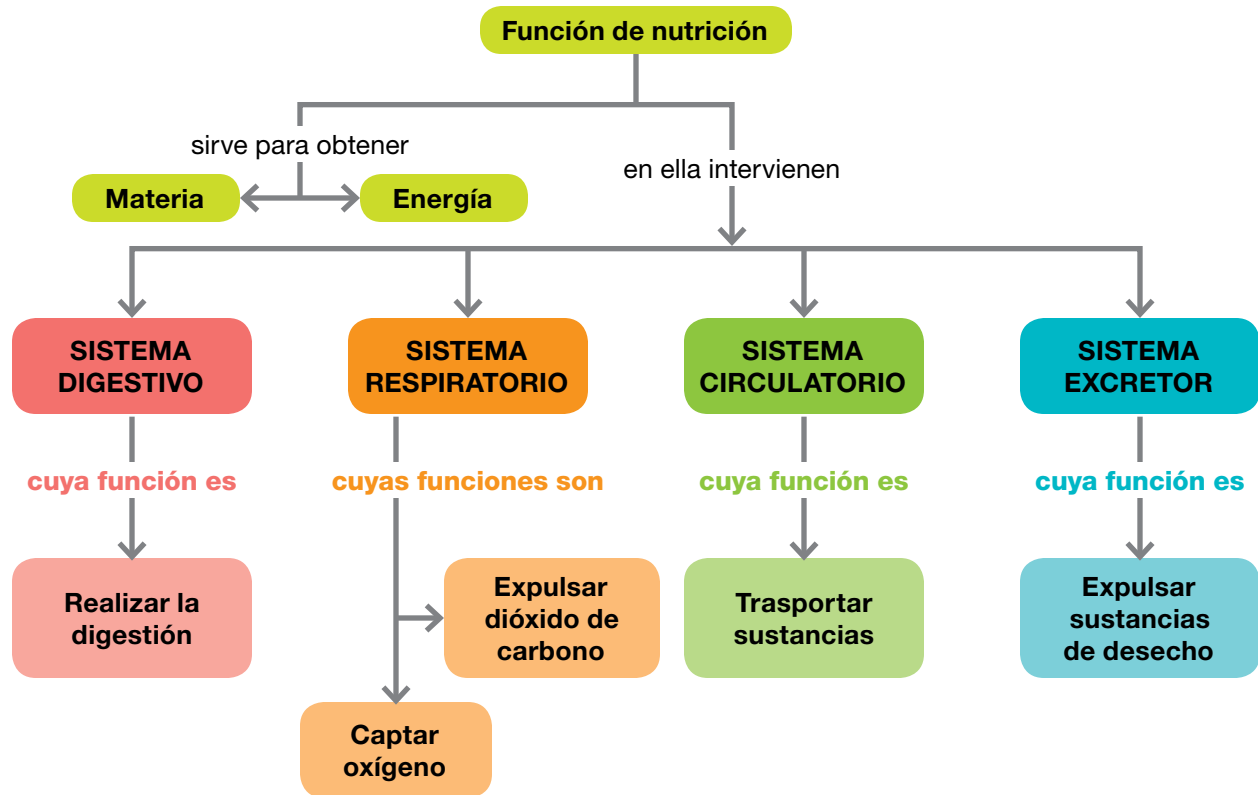 Función de nutrición
sirve para obtener
en ella intervienen
Materia
Energía
SISTEMA
DIGESTIVO
SISTEMA
RESPIRATORIO
SISTEMA
CIRCULATORIO
SISTEMA
EXCRETOR
cuya función es
cuyas funciones son
cuya función es
cuya función es
Realizar la
digestión
Expulsar
dióxido de
carbono
Trasportar
sustancias
Expulsar
sustancias
de desecho
Captar
oxígeno